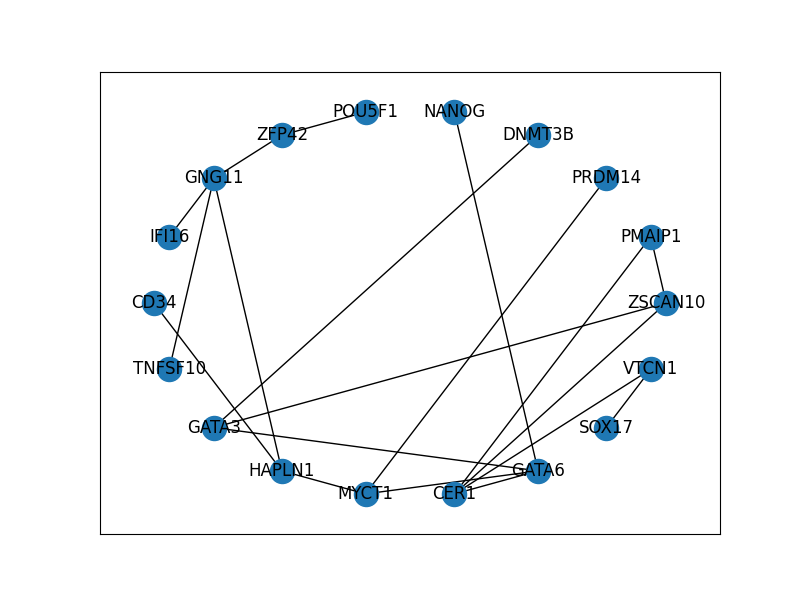 POU5F1
NANOG
ZFP42
DNMT3B
GNG11
PRDM14
IFI16
PMAIP1
CD34
ZSCAN10
TNFSF10
VTCN1
GATA3
SOX17
HAPLN1
GATA6
MYCT1
CER1